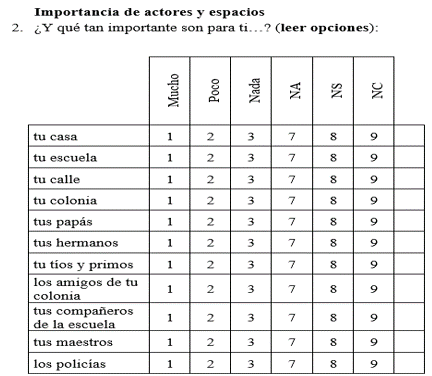 Importancia de actores y espacios
2. ¿Y qué tan importante son para ti…? (leer opciones):
Mucho Poco Nada NA NS NC
tu casa 1 2 3 7 8 9
tu escuela 1 2 3 7 8 9
tu calle 1 2 3 7 8 9
tu colonia 1 2 3 7 8 9
tus papás 1 2 3 7 8 9
tus hermanos 1 2 3 7 8 9
tu tíos y primos 1 2 3 7 8 9
los amigos de tu
colonia 1 2 3 7 8 9
tus compañeros
de la escuela 1 2 3 7 8 9
tus maestros 1 2 3 7 8 9
los policías 1 2 3 7 8 9